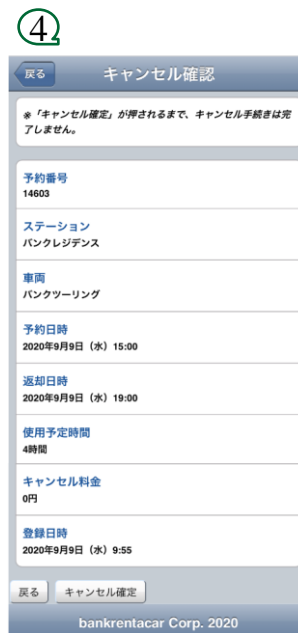 ④
戻る
キャンセル確認
※「キャンセル確定」が押されるまで、キャンセル手続きは完
了しません。
予約番号
14603
ステーション
バンクレジデンス
車両
バンクツーリング
予約日時
2020年9月9日（水）15:00
返却日時
2020年9月9日（水）19:00
使用予定時間
4時間
キャンセル料金
0円
登録日時
2020年9月9日（水）9:55
戻る
キャンセル確定
bankrentacar Corp. 2020